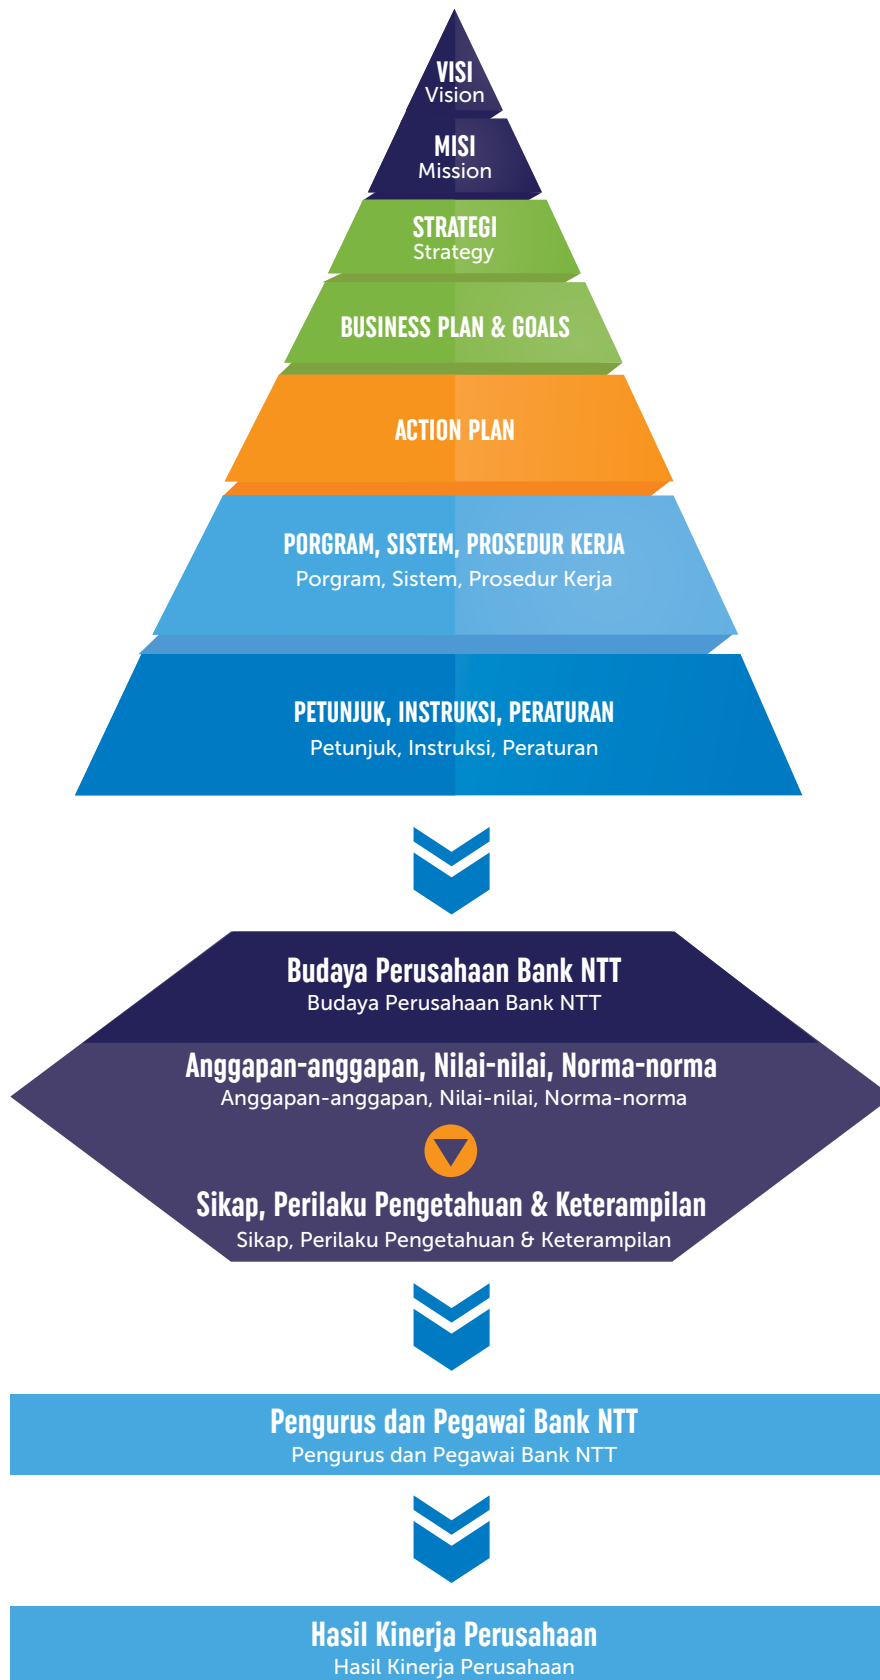 VISI
Vision
MISI
Mission
STRATEGI
Strategy
BUSINESS PLAN & GOALS
ACTION PLAN
PORGRAM, SISTEM, PROSEDUR KERJA
Porgram, Sistem, Prosedur Kerja
PETUNJUK, INSTRUKSI, PERATURAN
Petunjuk, Instruksi, Peraturan
Budaya Perusahaan Bank NTT
Budaya Perusahaan Bank NTT
Anggapan-anggapan, Nilai-nilai, Norma-norma
Anggapan-anggapan, Nilai-nilai, Norma-norma
Sikap, Perilaku Pengetahuan & Keterampilan
Sikap, Perilaku Pengetahuan & Keterampilan
Pengurus dan Pegawai Bank NTT
Pengurus dan Pegawai Bank NTT
Hasil Kinerja Perusahaan
Hasil Kinerja Perusahaan